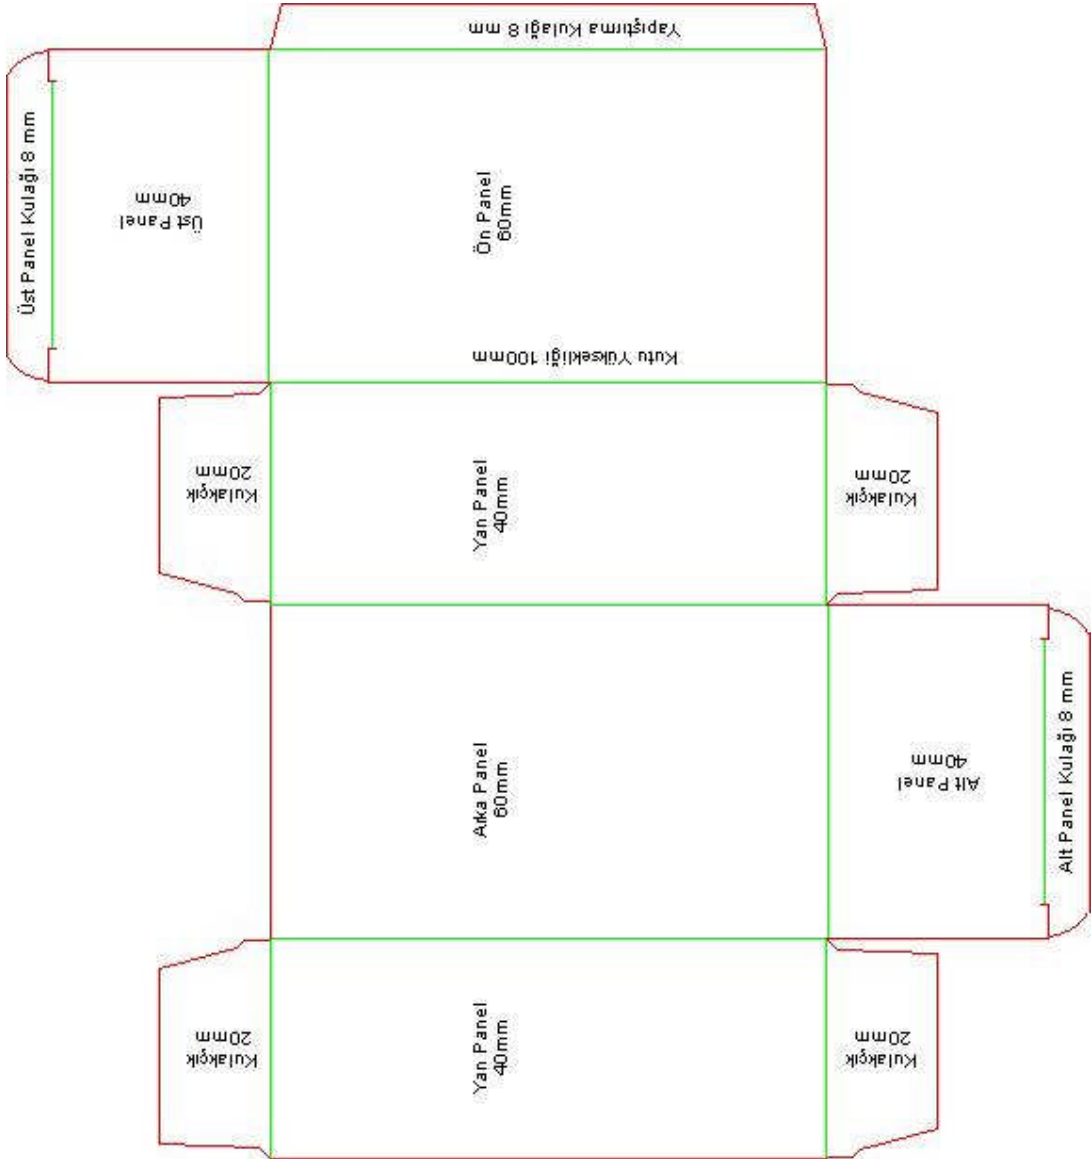 Yapıştırma Kulağı 8 mm
Üst Panel Kulağı 8 mm
Üst Panel
40mm
Ön Panel
60mm
Kutu Yüksekliği 100mm
Kulakçık
20mm
Yan Panel
40mm
Kulakçık
20mm
Arka Panel
60mm
Alt Panel
40mm
Alt Panel Kulağı 8 mm
Kulakçık
20mm
Yan Panel
40mm
Kulakçık
20mm